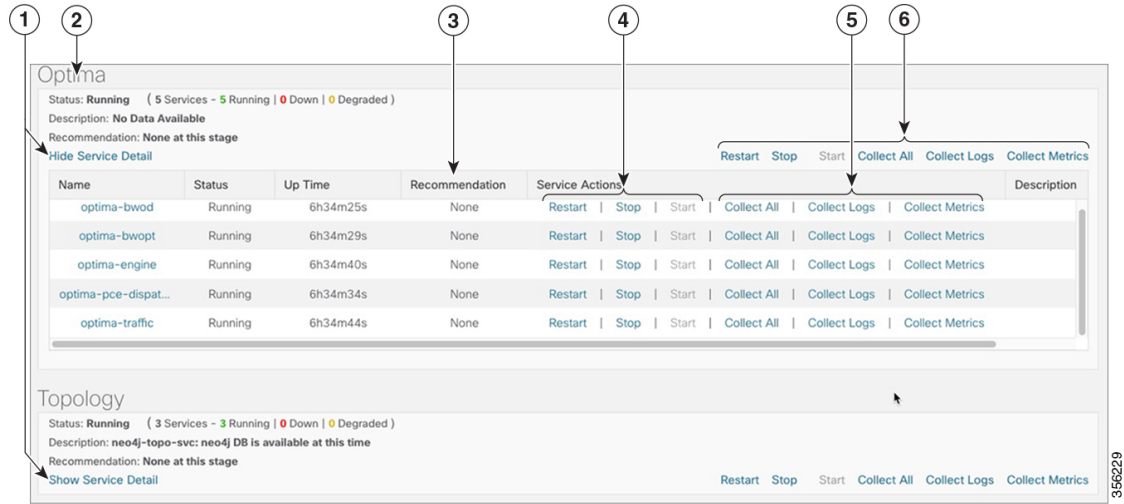 1 2 3 4 5 6
Optima
Status: Running ( 5 Services - 5 Running | 0 Down | 0 Degraded )
Description: No Data Available
Recommendation: None at this stage
Hide Service Detail Restart Stop Start Collect All Collect Logs Collect Metrics
Name Status Up Time Recommendation Service Actions Description
optima-bwod Running 6h34m25s None Restart | Stop | Start | Collect All | Collect Logs | Collect Metrics
optima-bwopt Running 6h34m29s None Restart | Stop | Start | Collect All | Collect Logs | Collect Metrics
optima-engine Running 6h34m40s None Restart | Stop | Start | Collect All | Collect Logs | Collect Metrics
optima-pce-dispat... Running 6h34m34s None Restart | Stop | Start | Collect All | Collect Logs | Collect Metrics
optima-traffic Running 6h34m44s None Restart | Stop | Start | Collect All | Collect Logs | Collect Metrics
Topology
Status: Running ( 3 Services - 3 Running | 0 Down | 0 Degraded )
Description: neo4j-topo-svc: neo4j DB is available at this time
Recommendation: None at this stage
Show Service Detail Restart Stop Start Collect All Collect Logs Collect Metrics
356229